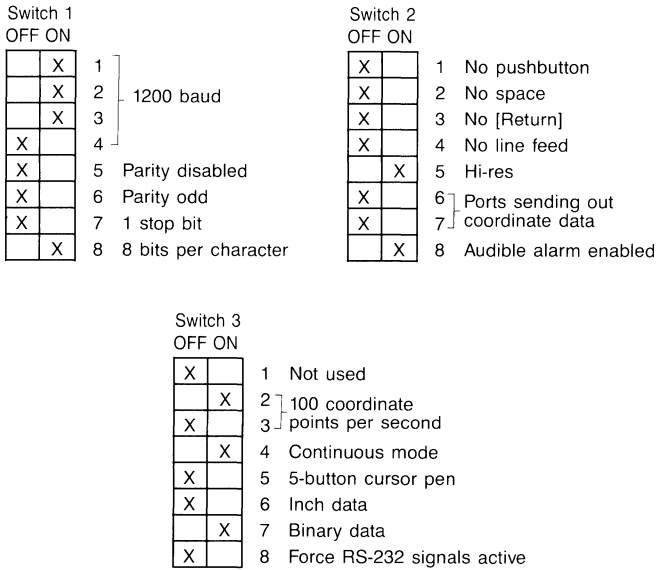 Switch 1
OFF ON
X 1
X 2
1200 baud
X 3
X 4
X 5 Parity disabled
X 6 Parity odd
X 7 1 stop bit
X 8 8 bits per character
Switch 2
OFF ON
X 1 No pushbutton
X 2 No space
X 3 No [Return]
X 4 No line feed
X 5 Hi-res
X 6 Ports sending out
X 7 coordinate data
X 8 Audible alarm enabled
Switch 3
OFF ON
X 1 Not used
X 2 100 coordinate
X 3 points per second
X 4 Continuous mode
X 5 5-button cursor pen
X 6 Inch data
X 7 Binary data
X 8 Force RS-232 signals active